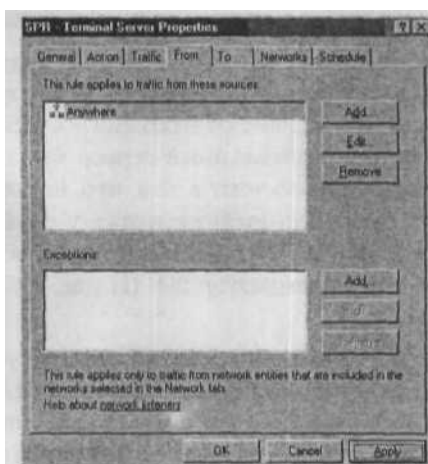 SPR - Terminal Server Properties
General Action Traffic From To Networks Schedule
This rule applies to traffic from these sources:
Anywhere
Add...
Edit...
Remove
Exceptions:
Add...
This rule applies only to traffic from network entities that are included in the
networks selected in the Network tab.
Help about network listeners
OK Cancel Apply